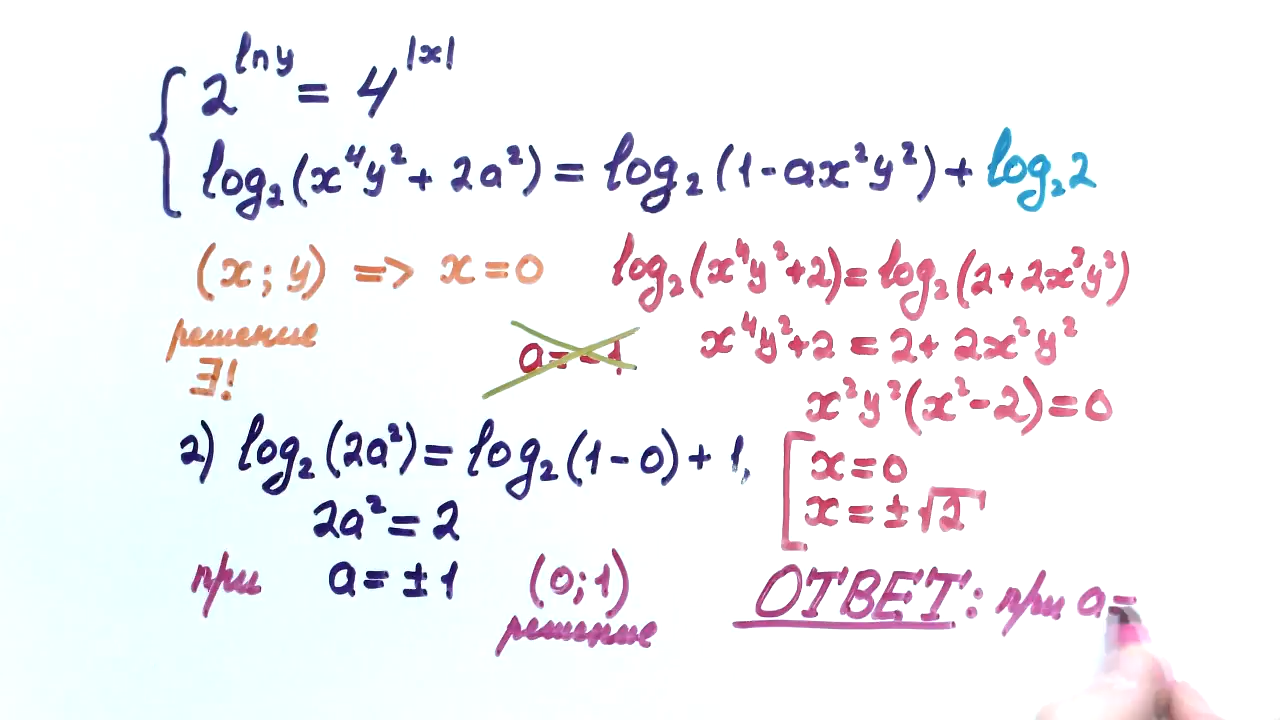 2^{ln y} = 4^{|x|}
log₂(x⁴y² + 2a²) = log₂(1 - ax²y²) + log₂2
(x; y) => x = 0
решение
∃!
log₂(x⁴y² + 2) = log₂(2 + 2x²y²)
a = -1
x⁴y² + 2 = 2 + 2x²y²
x²y²(x² - 2) = 0
2) log₂(2a²) = log₂(1 - 0) + 1,
x = 0
x = ±√2
2a² = 2
при a = ±1 (0; 1)
решение
ОТВЕТ: при a =